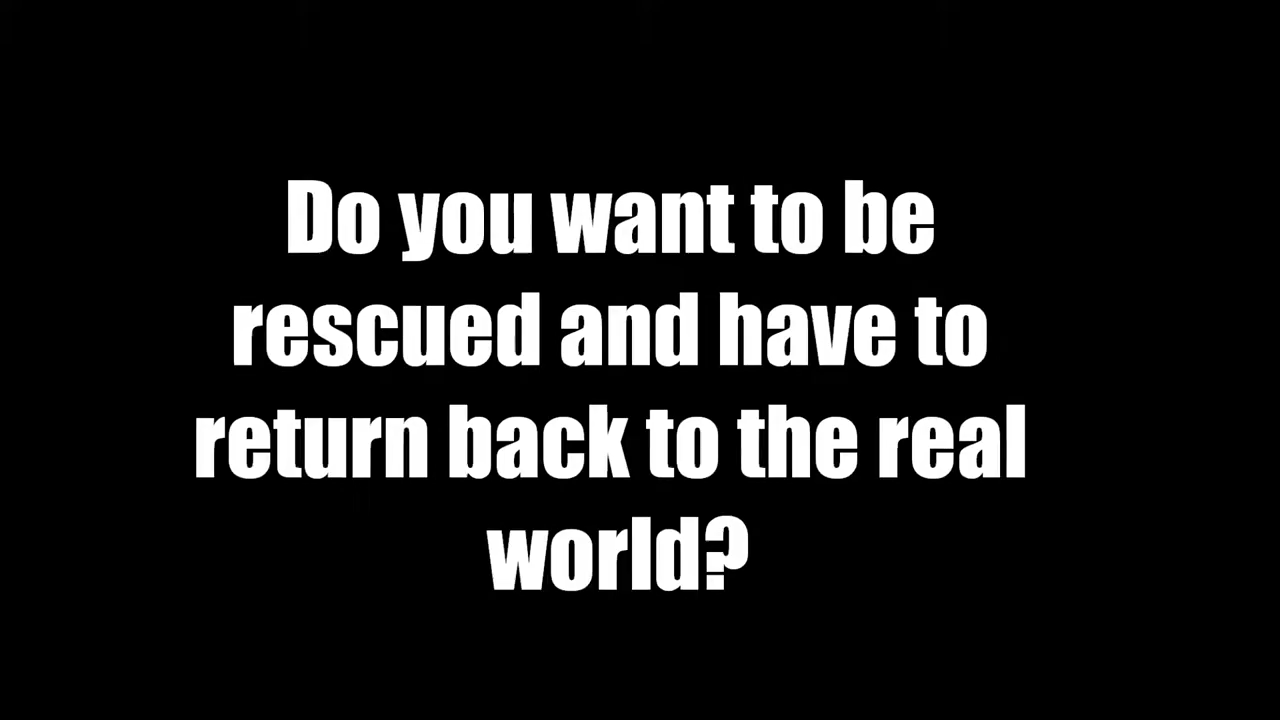 Do you want to be
rescued and have to
return back to the real
world?